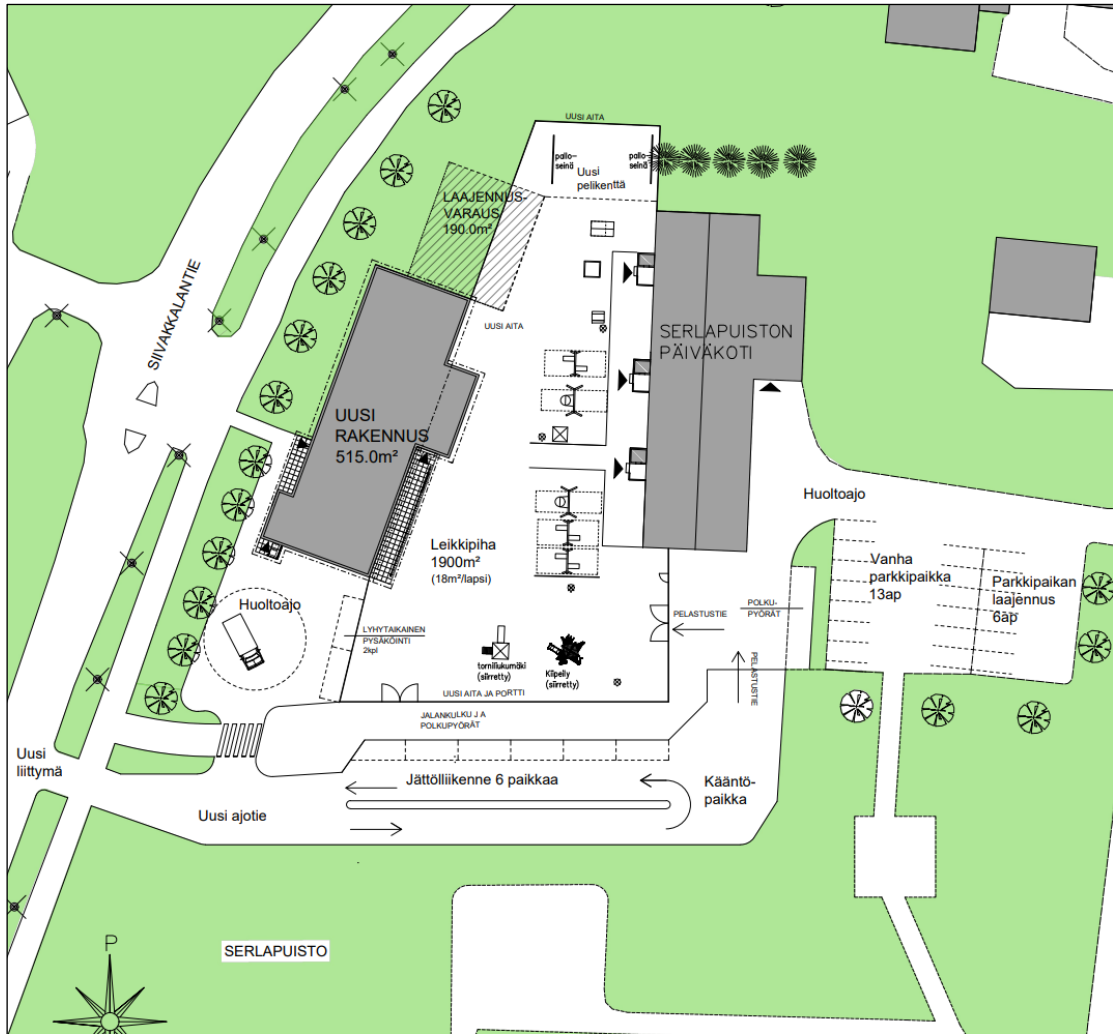 UUSI AITA
pallo-
seinä
pallo-
seinä
Uusi
pelikenttä
LAAJENNUS-
VARAUS
190.0m²
SIIVAKKALANTIE
UUSI AITA
SERLAPUISTON
PÄIVÄKOTI
UUSI
RAKENNUS
515.0m²
Huoltoajo
Leikkipiha
1900m²
(18m²/lapsi)
Vanha
parkkipaikka
13ap
Parkkipaikan
laajennus
6ap
Huoltoajo
POLKU-
PYÖRÄT
PELASTUSTIE
LYHYTAIKAINEN
PYSÄKÖINTI
2kpl
PELASTUSTIE
torniliukumäki
(siirretty)
Kiipeily
(siirretty)
UUSI AITA JA PORTTI
JALANKULKU J A
POLKUPYÖRÄT
Uusi
liittymä
Jättölliikenne 6 paikkaa
Kääntö-
paikka
Uusi ajotie
SERLAPUISTO
P